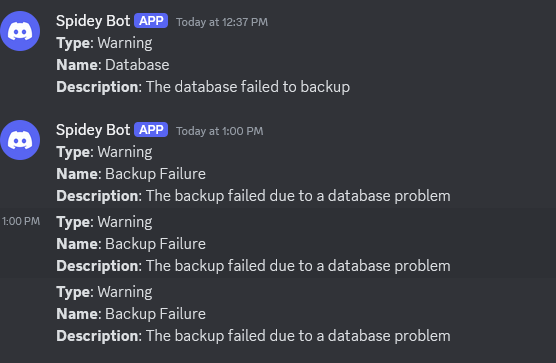 Spidey Bot APP Today at 12:37 PM
Type: Warning
Name: Database
Description: The database failed to backup
Spidey Bot APP Today at 1:00 PM
Type: Warning
Name: Backup Failure
Description: The backup failed due to a database problem
1:00 PM Type: Warning
Name: Backup Failure
Description: The backup failed due to a database problem
Type: Warning
Name: Backup Failure
Description: The backup failed due to a database problem